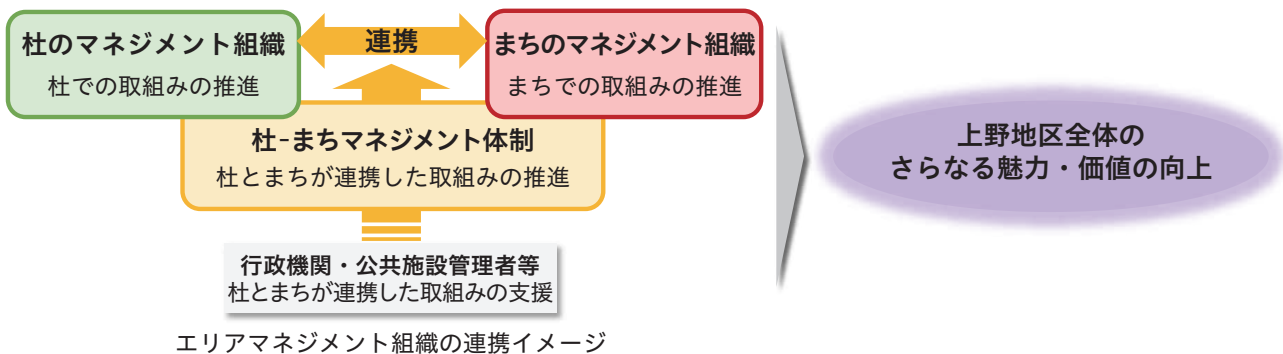 杜のマネジメント組織
杜での取組みの推進
連携
まちのマネジメント組織
まちでの取組みの推進
杜-まちマネジメント体制
杜とまちが連携した取組みの推進
行政機関・公共施設管理者等
杜とまちが連携した取組みの支援
上野地区全体の
さらなる魅力・価値の向上
エリアマネジメント組織の連携イメージ